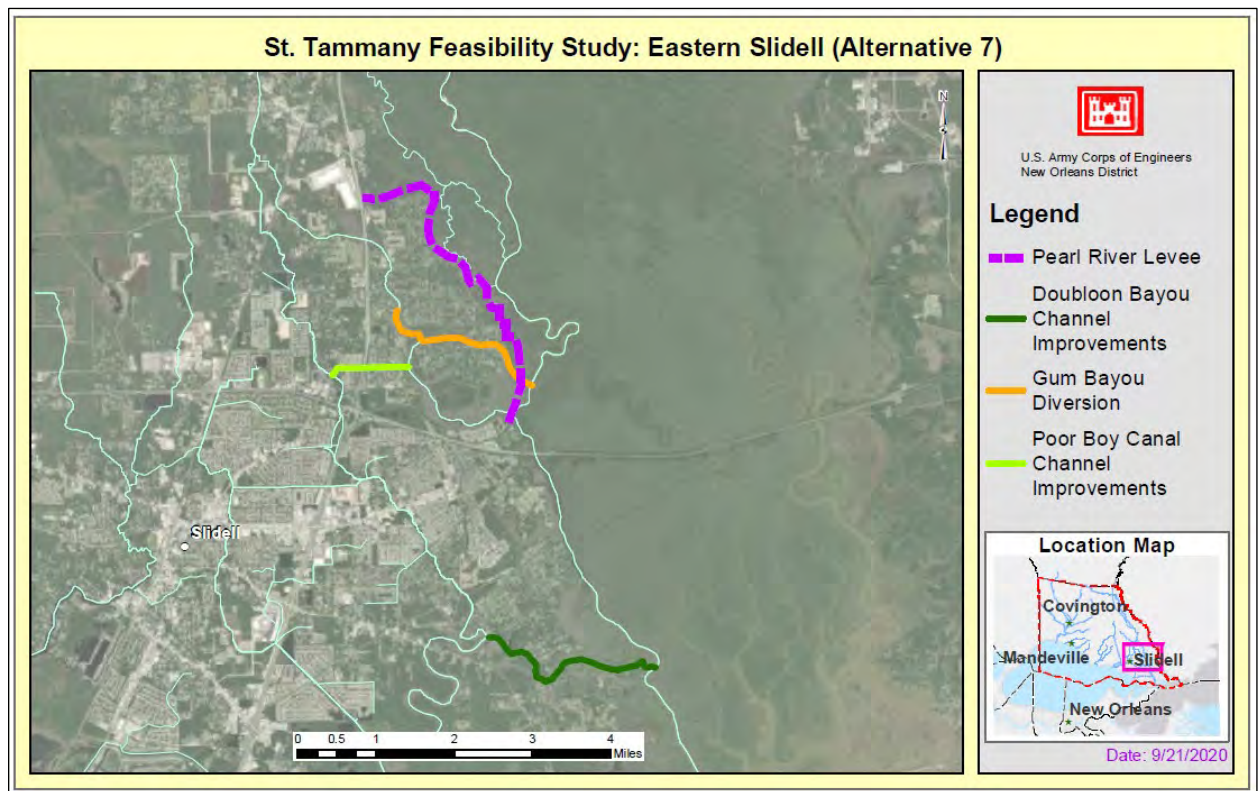 St. Tammany Feasibility Study: Eastern Slidell (Alternative 7)
N
U.S. Army Corps of Engineers
New Orleans District
Legend
Pearl River Levee
Doubloon Bayou
Channel
Improvements
Gum Bayou
Diversion
Poor Boy Canal
Channel
Improvements
Slidell
0 0.5 1 2 3 4
Miles
Location Map
Covington
Mandeville
Slidell
New Orleans
Date: 9/21/2020